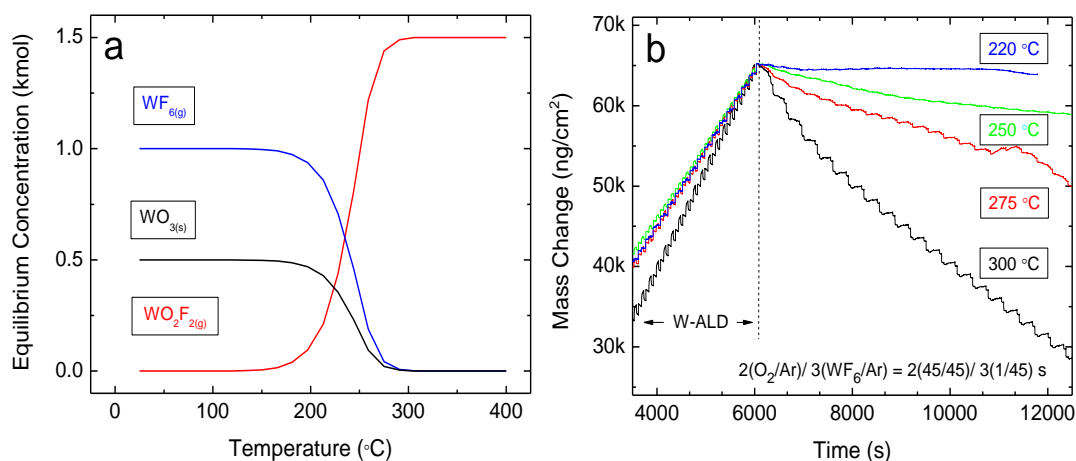 a
Equilibrium Concentration (kmol)
1.5
1.0
0.5
0.0
WF6(g)
WO3(s)
WO2F2(g)
0
100
200
300
400
Temperature (°C)
b
Mass Change (ng/cm²)
70k
60k
50k
40k
30k
220 °C
250 °C
275 °C
300 °C
W-ALD
2(O2/Ar)/ 3(WF6/Ar) = 2(45/45)/ 3(1/45) s
4000
6000
8000
10000
12000
Time (s)